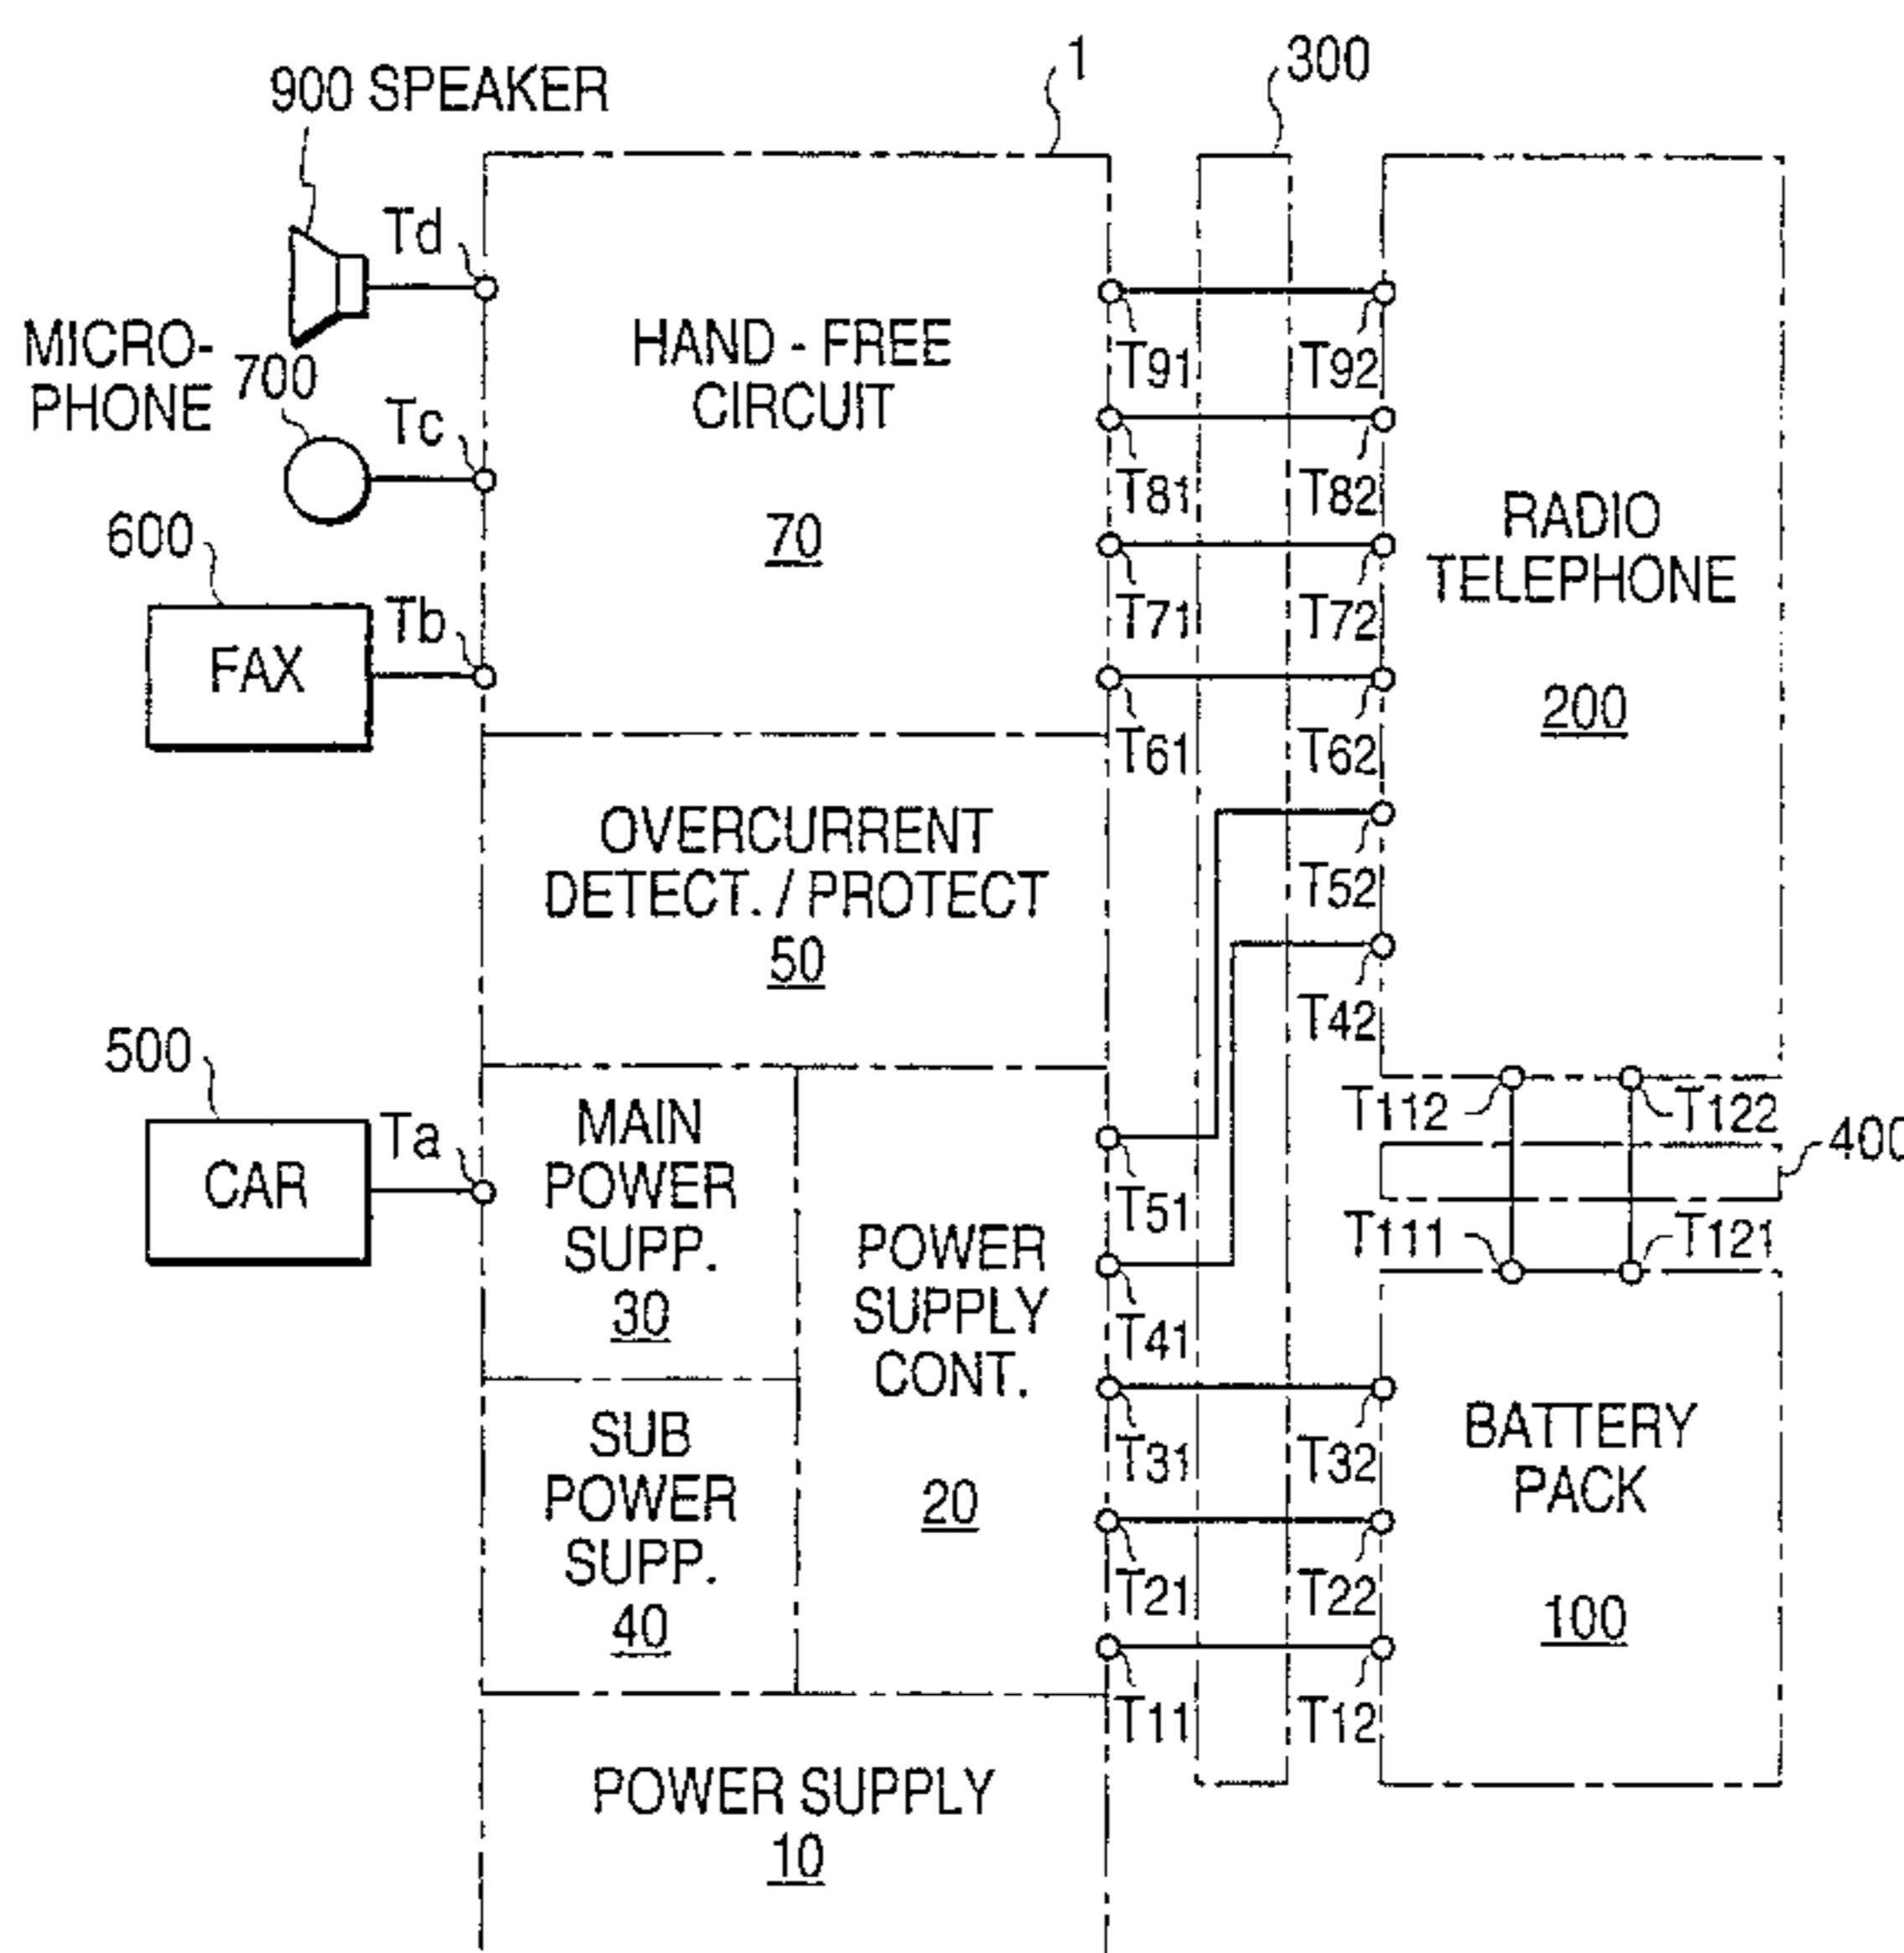 1
300
900 SPEAKER
Td
MICRO-
PHONE
700
Tc
HAND - FREE
CIRCUIT
70
600
FAX
Tb
T91
T92
T81
T82
T71
T72
T61
T62
RADIO
TELEPHONE
200
OVERCURRENT
DETECT. / PROTECT
50
T52
T42
500
CAR
Ta
MAIN
POWER
SUPP.
30
POWER
SUPPLY
CONT.
20
SUB
POWER
SUPP.
40
T51
T41
T31
T32
T21
T22
T11
T12
T112
T122
400
T111
T121
BATTERY
PACK
100
POWER SUPPLY
10